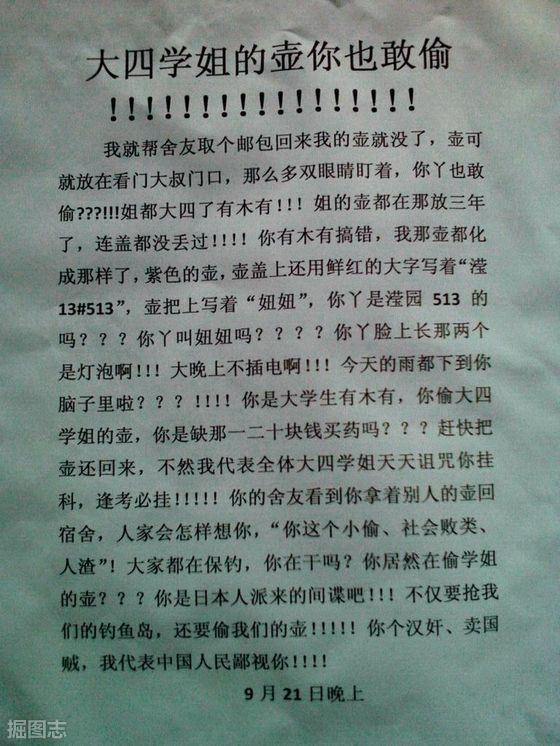 大四学姐的壶你也敢偷
!!!!!!!!!!!!!!!!!
我就帮舍友取个邮包回来我的壶就没了，壶可
就放在看门大叔门口，那么多双眼睛盯着，你丫也敢
偷???!!!姐都大四了有木有!!! 姐的壶都在那放三年
了，连盖都没丢过!!!! 你有木有搞错，我那壶都化
成那样了，紫色的壶，壶盖上还用鲜红的大字写着“滢
13#513”，壶把上写着“妞妞”，你丫是滢园 513 的
吗？？？你丫叫妞妞吗？？？？你丫脸上长那两个
是灯泡啊!!! 大晚上不插电啊!!! 今天的雨都下到你
脑子里啦？？？!!!! 你是大学生有木有，你偷大四
学姐的壶，你是缺那一二十块钱买药吗？？？赶快把
壶还回来，不然我代表全体大四学姐天天诅咒你挂
科，逢考必挂!!!!! 你的舍友看到你拿着别人的壶回
宿舍，人家会怎样想你，“你这个小偷、社会败类、
人渣”! 大家都在保钓，你在干吗？你居然在偷学姐
的壶？？？你是日本人派来的间谍吧!!! 不仅要抢我
们的钓鱼岛，还要偷我们的壶!!!!! 你个汉奸、卖国
贼，我代表中国人民鄙视你!!!!
9 月 21 日晚上
掘图志